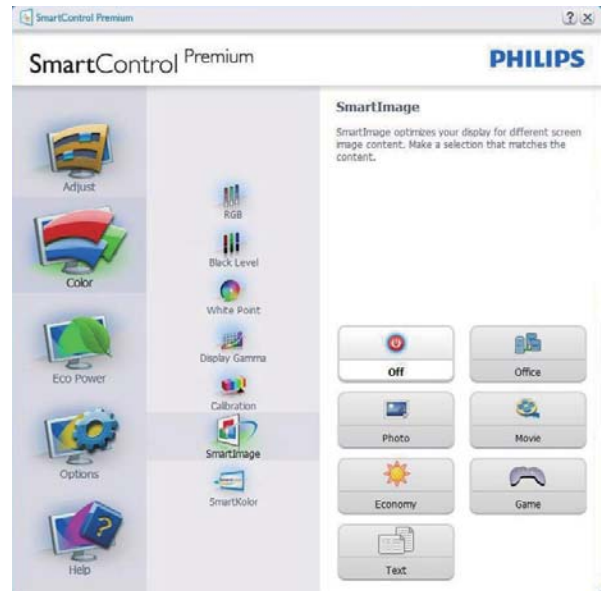 SmartControl Premium
SmartControl Premium
PHILIPS
Adjust
Color
Eco Power
Options
Help
RGB
Black Level
White Point
Display Gamma
Calibration
SmartImage
SmartKolor
SmartImage
SmartImage optimizes your display for different screen
image content. Make a selection that matches the
content.
Off
Office
Photo
Movie
Economy
Game
Text